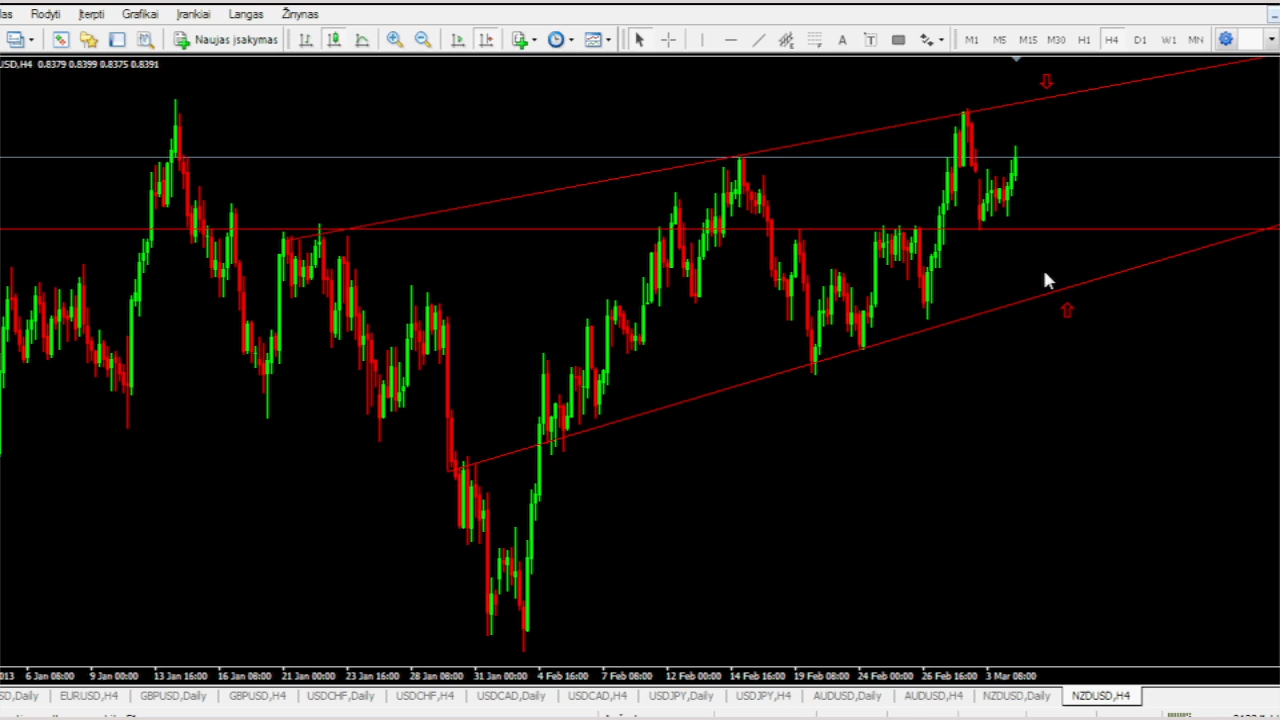 Rodyti Įterpti Grafikai Įrankiai Langas Žinynas
Naujas įsakymas A T M1 M5 M15 M30 H1 H4 D1 W1 MN
USD,H4 0.8379 0.8399 0.8375 0.8391
013 6 Jan 08:00 9 Jan 00:00 13 Jan 16:00 16 Jan 08:00 21 Jan 00:00 23 Jan 16:00 28 Jan 08:00 31 Jan 00:00 4 Feb 16:00 7 Feb 08:00 12 Feb 00:00 14 Feb 16:00 19 Feb 08:00 24 Feb 00:00 26 Feb 16:00 3 Mar 08:00
SD,Daily EURUSD,H4 GBPUSD,Daily GBPUSD,H4 USDCHF,Daily USDCHF,H4 USDCAD,Daily USDCAD,H4 USDJPY,Daily USDJPY,H4 AUDUSD,Daily AUDUSD,H4 NZDUSD,Daily NZDUSD,H4